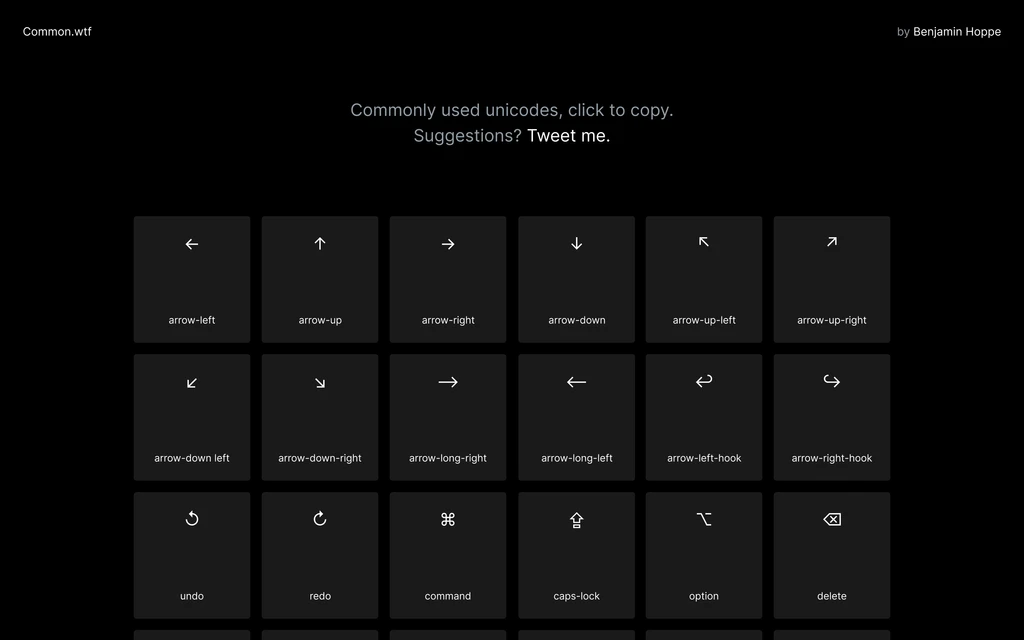 Common.wtf
by Benjamin Hoppe
Commonly used unicodes, click to copy.
Suggestions? Tweet me.
← ↑ → ↓ ↖ ↗
arrow-left arrow-up arrow-right arrow-down arrow-up-left arrow-up-right
↙ ↘ ⟶ ⟵ ↩ ↪
arrow-down left arrow-down-right arrow-long-right arrow-long-left arrow-left-hook arrow-right-hook
↺ ↻ ⌘ ⇪ ⌥ ⌫
undo redo command caps-lock option delete